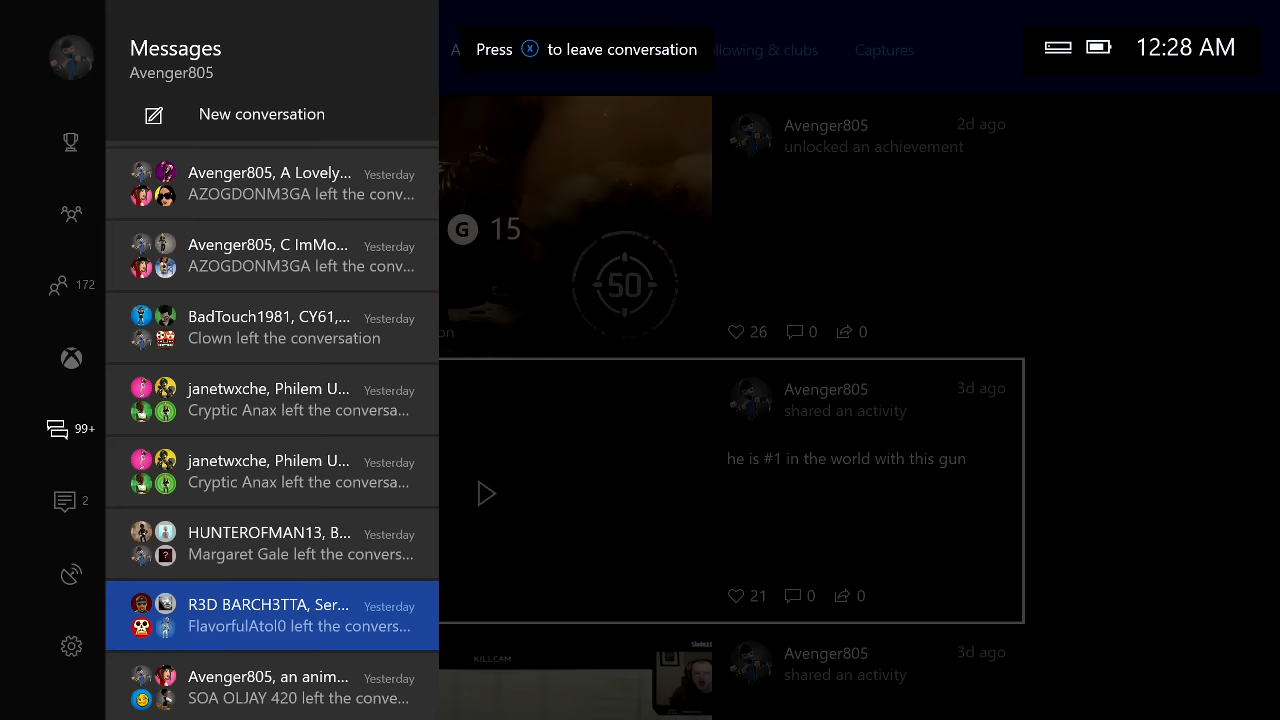 Messages
Avenger805
New conversation
Avenger805, A Lovely... Yesterday
AZOGDONM3GA left the conv...
Avenger805, C ImMo... Yesterday
AZOGDONM3GA left the conv...
BadTouch1981, CY61,... Yesterday
Clown left the conversation
janetwxche, Philem U... Yesterday
Cryptic Anax left the conversa...
janetwxche, Philem U... Yesterday
Cryptic Anax left the conversa...
HUNTEROFMAN13, B... Yesterday
Margaret Gale left the convers...
R3D BARCH3TTA, Ser... Yesterday
FlavorfulAtol0 left the convers...
Avenger805, an anim... Yesterday
SOA OLJAY 420 left the conve...
172
99+
2
A
Press X to leave conversation
llowing & clubs
Captures
12:28 AM
G 15
50
on
Avenger805 2d ago
unlocked an achievement
26 0 0
Avenger805 3d ago
shared an activity
he is #1 in the world with this gun
21 0 0
KILLCAM
Avenger805 3d ago
shared an activity